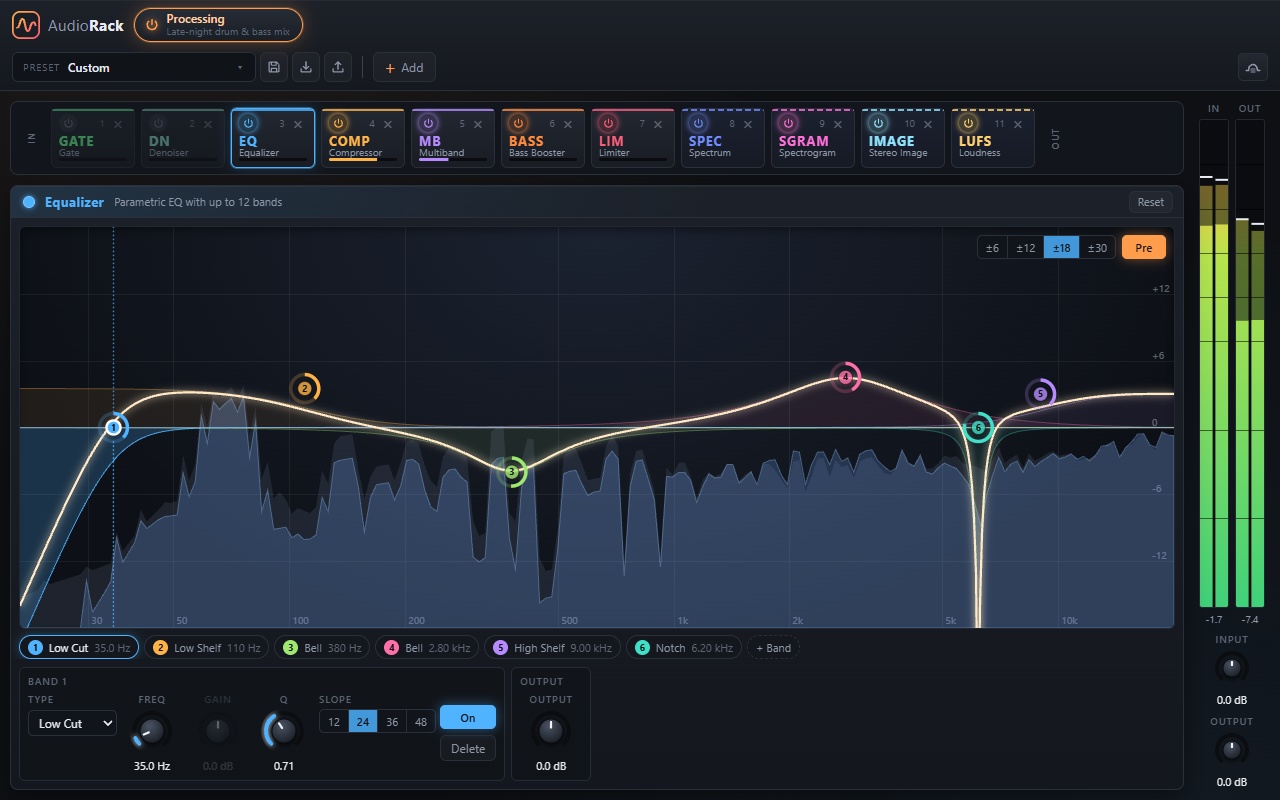 AudioRack
Processing
Late-night drum & bass mix
PRESET Custom
+ Add
IN
1
GATE
Gate
2
DN
Denoiser
3
EQ
Equalizer
4
COMP
Compressor
5
MB
Multiband
6
BASS
Bass Booster
7
LIM
Limiter
8
SPEC
Spectrum
9
SGRAM
Spectrogram
10
IMAGE
Stereo Image
11
LUFS
Loudness
OUT
IN OUT
Equalizer Parametric EQ with up to 12 bands Reset
±6 ±12 ±18 ±30 Pre
+12
+6
0
-6
-12
1
2
3
4
5
6
30 50 100 200 500 1k 2k 5k 10k
1 Low Cut 35.0 Hz
2 Low Shelf 110 Hz
3 Bell 380 Hz
4 Bell 2.80 kHz
5 High Shelf 9.00 kHz
6 Notch 6.20 kHz
+ Band
BAND 1
TYPE FREQ GAIN Q SLOPE
Low Cut
12 24 36 48
On
Delete
35.0 Hz 0.0 dB 0.71
OUTPUT
OUTPUT
0.0 dB
-1.7 -7.4
INPUT
0.0 dB
OUTPUT
0.0 dB